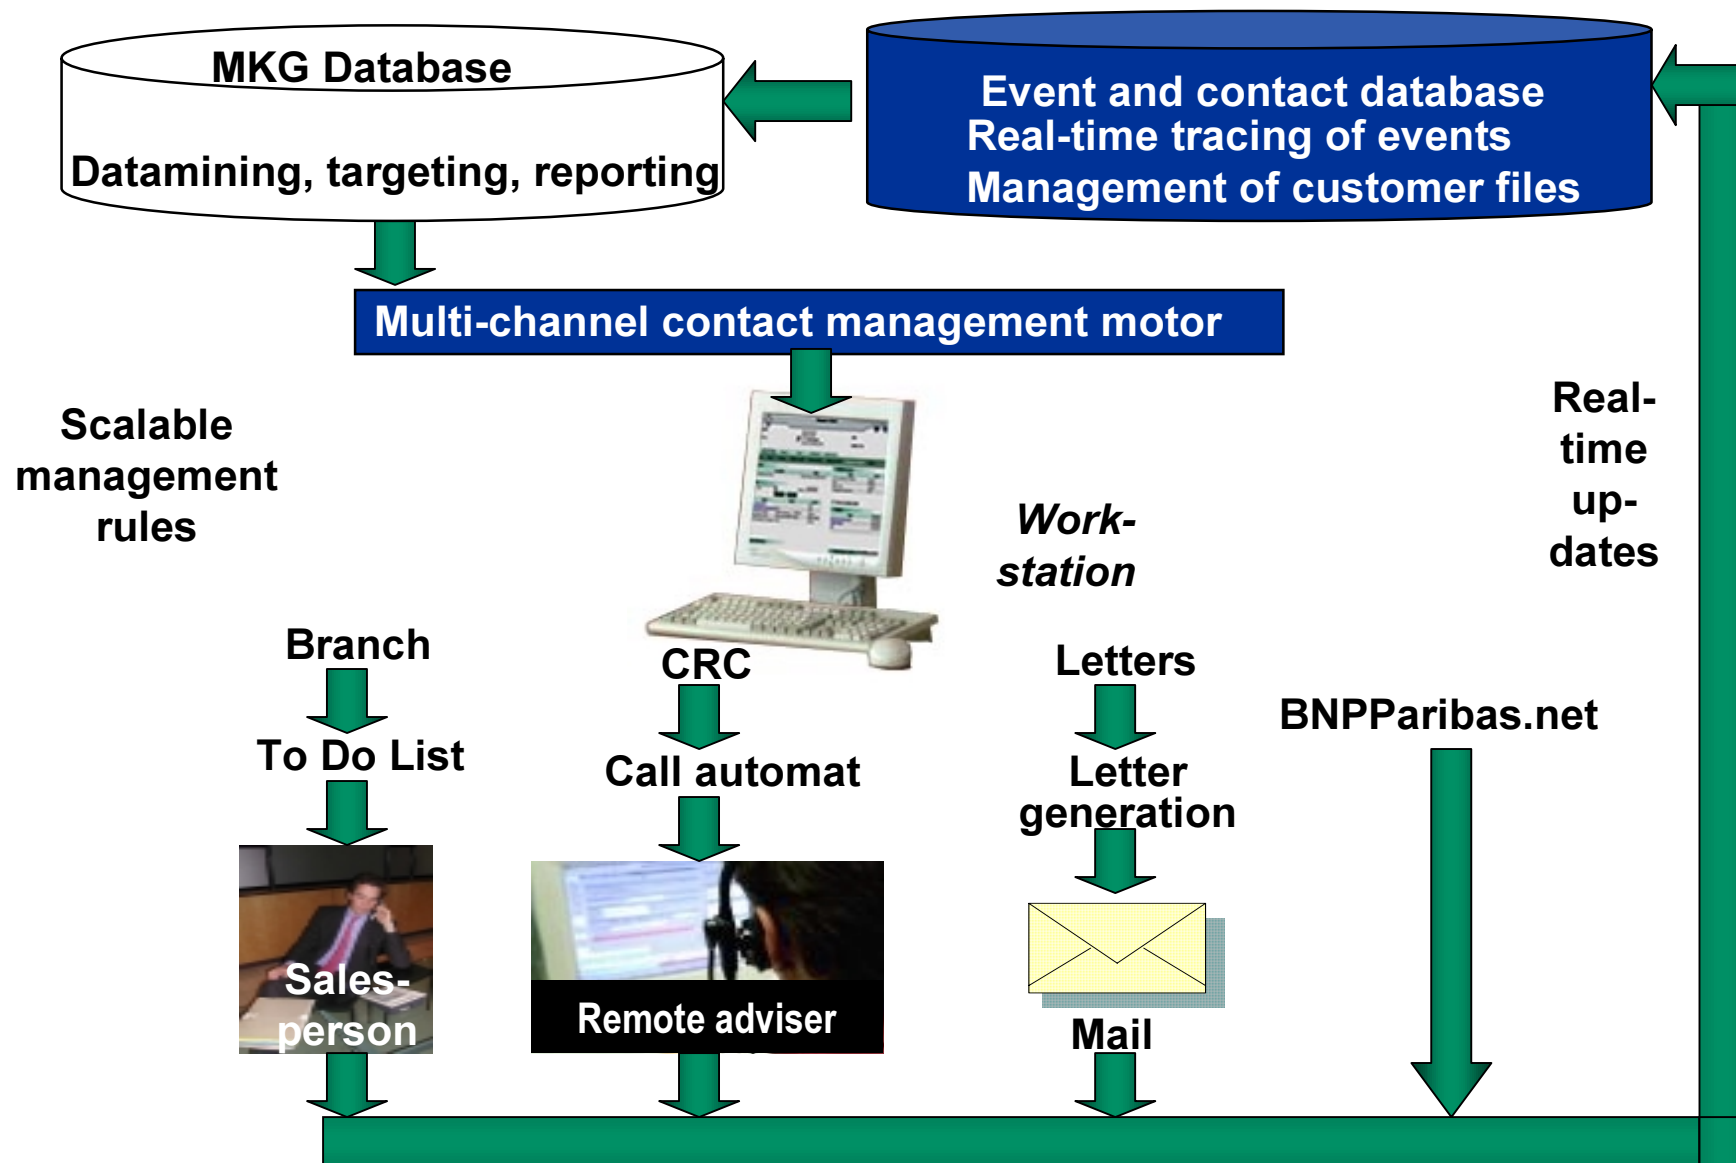 MKG Database
Datamining, targeting, reporting
Event and contact database
Real-time tracing of events
Management of customer files
Multi-channel contact management motor
Scalable
management
rules
Work-
station
Real-
time
up-
dates
Branch
CRC
Letters
BNPParibas.net
To Do List
Call automat
Letter
generation
Sales-
person
Remote adviser
Mail